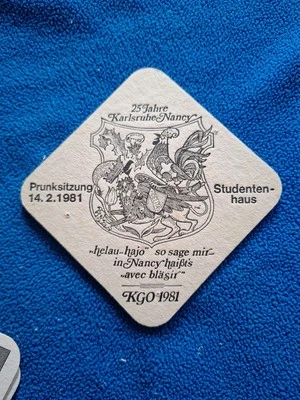 25 Jahre
Karlsruhe-Nancy
Prunksitzung
14.2.1981
Studenten-
haus
„helau-hajo” so sage mir
in Nancy haißt's
„avec bläsir”
KGO 1981